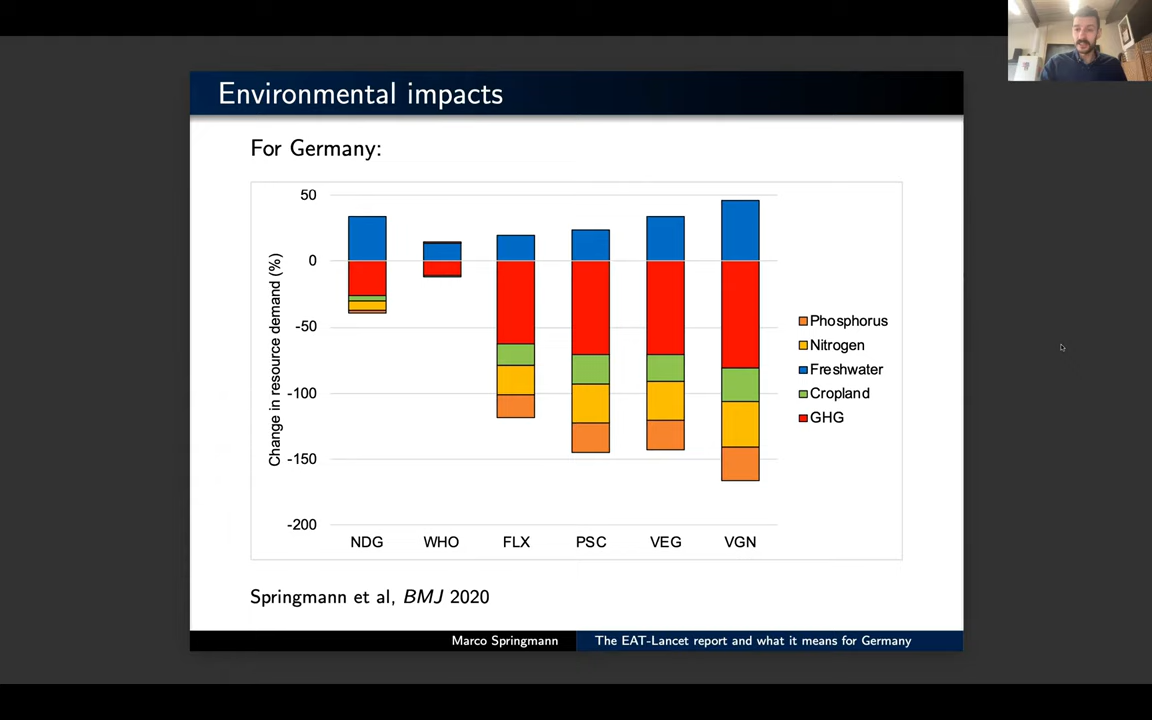 Environmental impacts
For Germany:
Change in resource demand (%)
50
0
-50
-100
-150
-200
NDG WHO FLX PSC VEG VGN
Phosphorus
Nitrogen
Freshwater
Cropland
GHG
Springmann et al, BMJ 2020
Marco Springmann
The EAT-Lancet report and what it means for Germany